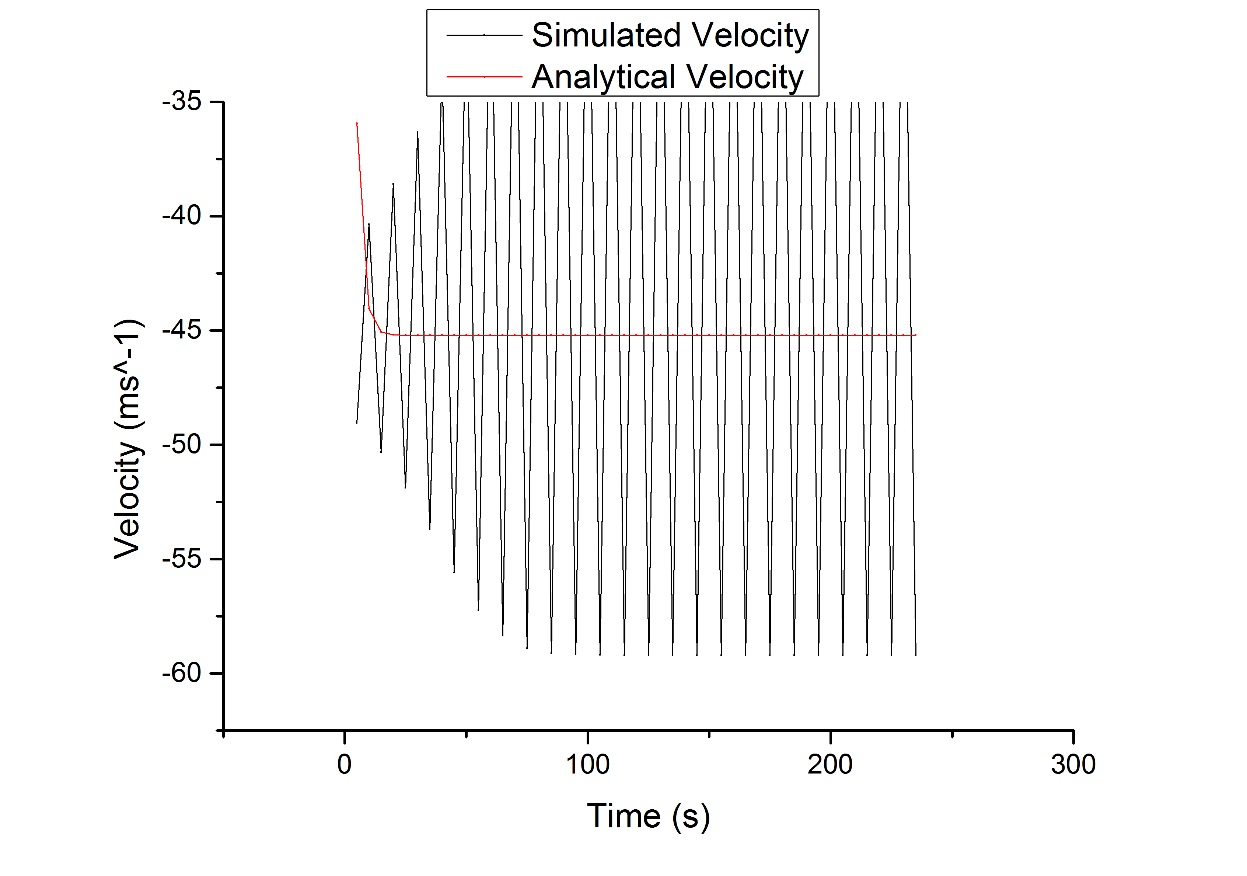 Simulated Velocity
Analytical Velocity
-35
-40
-45
-50
-55
-60
Velocity (ms^-1)
0 100 200 300
Time (s)